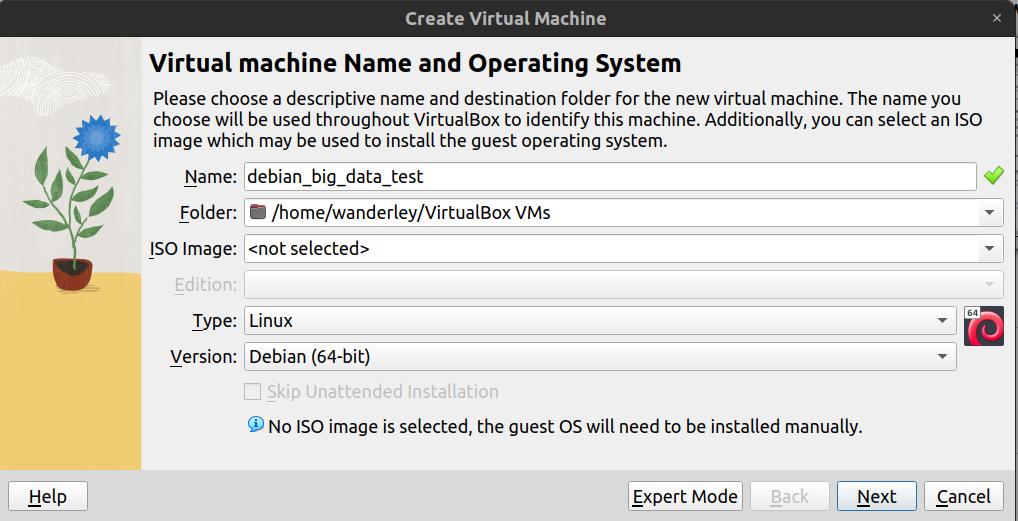 Create Virtual Machine ×
Virtual machine Name and Operating System
Please choose a descriptive name and destination folder for the new virtual machine. The name you
choose will be used throughout VirtualBox to identify this machine. Additionally, you can select an ISO
image which may be used to install the guest operating system.
Name: debian_big_data_test
Folder: /home/wanderley/VirtualBox VMs
ISO Image: <not selected>
Edition:
Type: Linux 64
Version: Debian (64-bit)
Skip Unattended Installation
No ISO image is selected, the guest OS will need to be installed manually.
Help Expert Mode Back Next Cancel